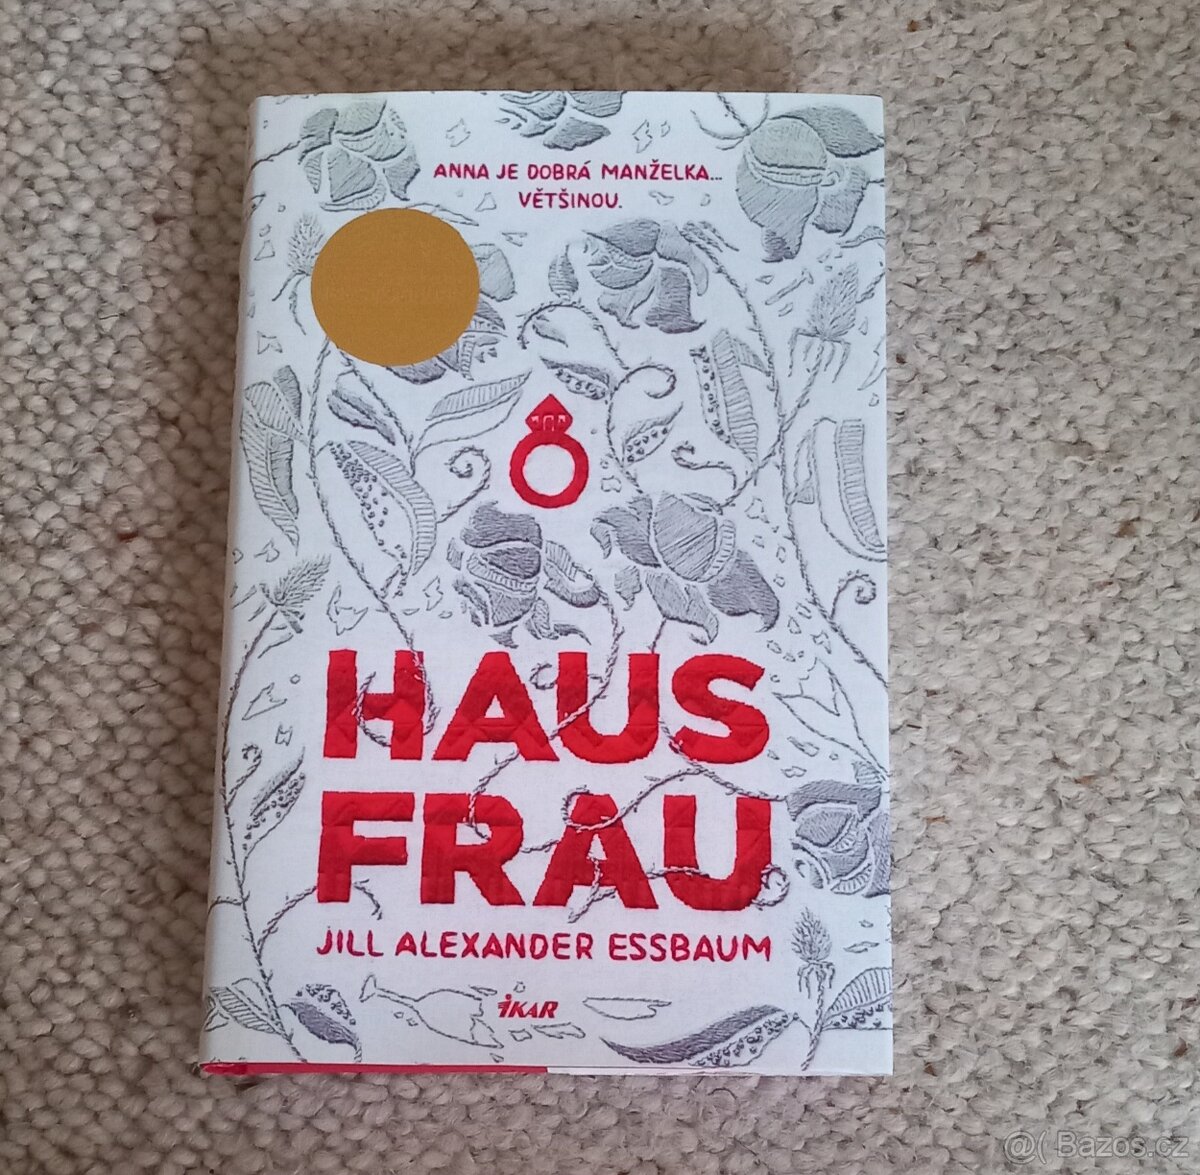 ANNA JE DOBRÁ MANŽELKA...
VĚTŠINOU.
HAUS
FRAU
JILL ALEXANDER ESSBAUM
IKAR
@( Bazos.cz